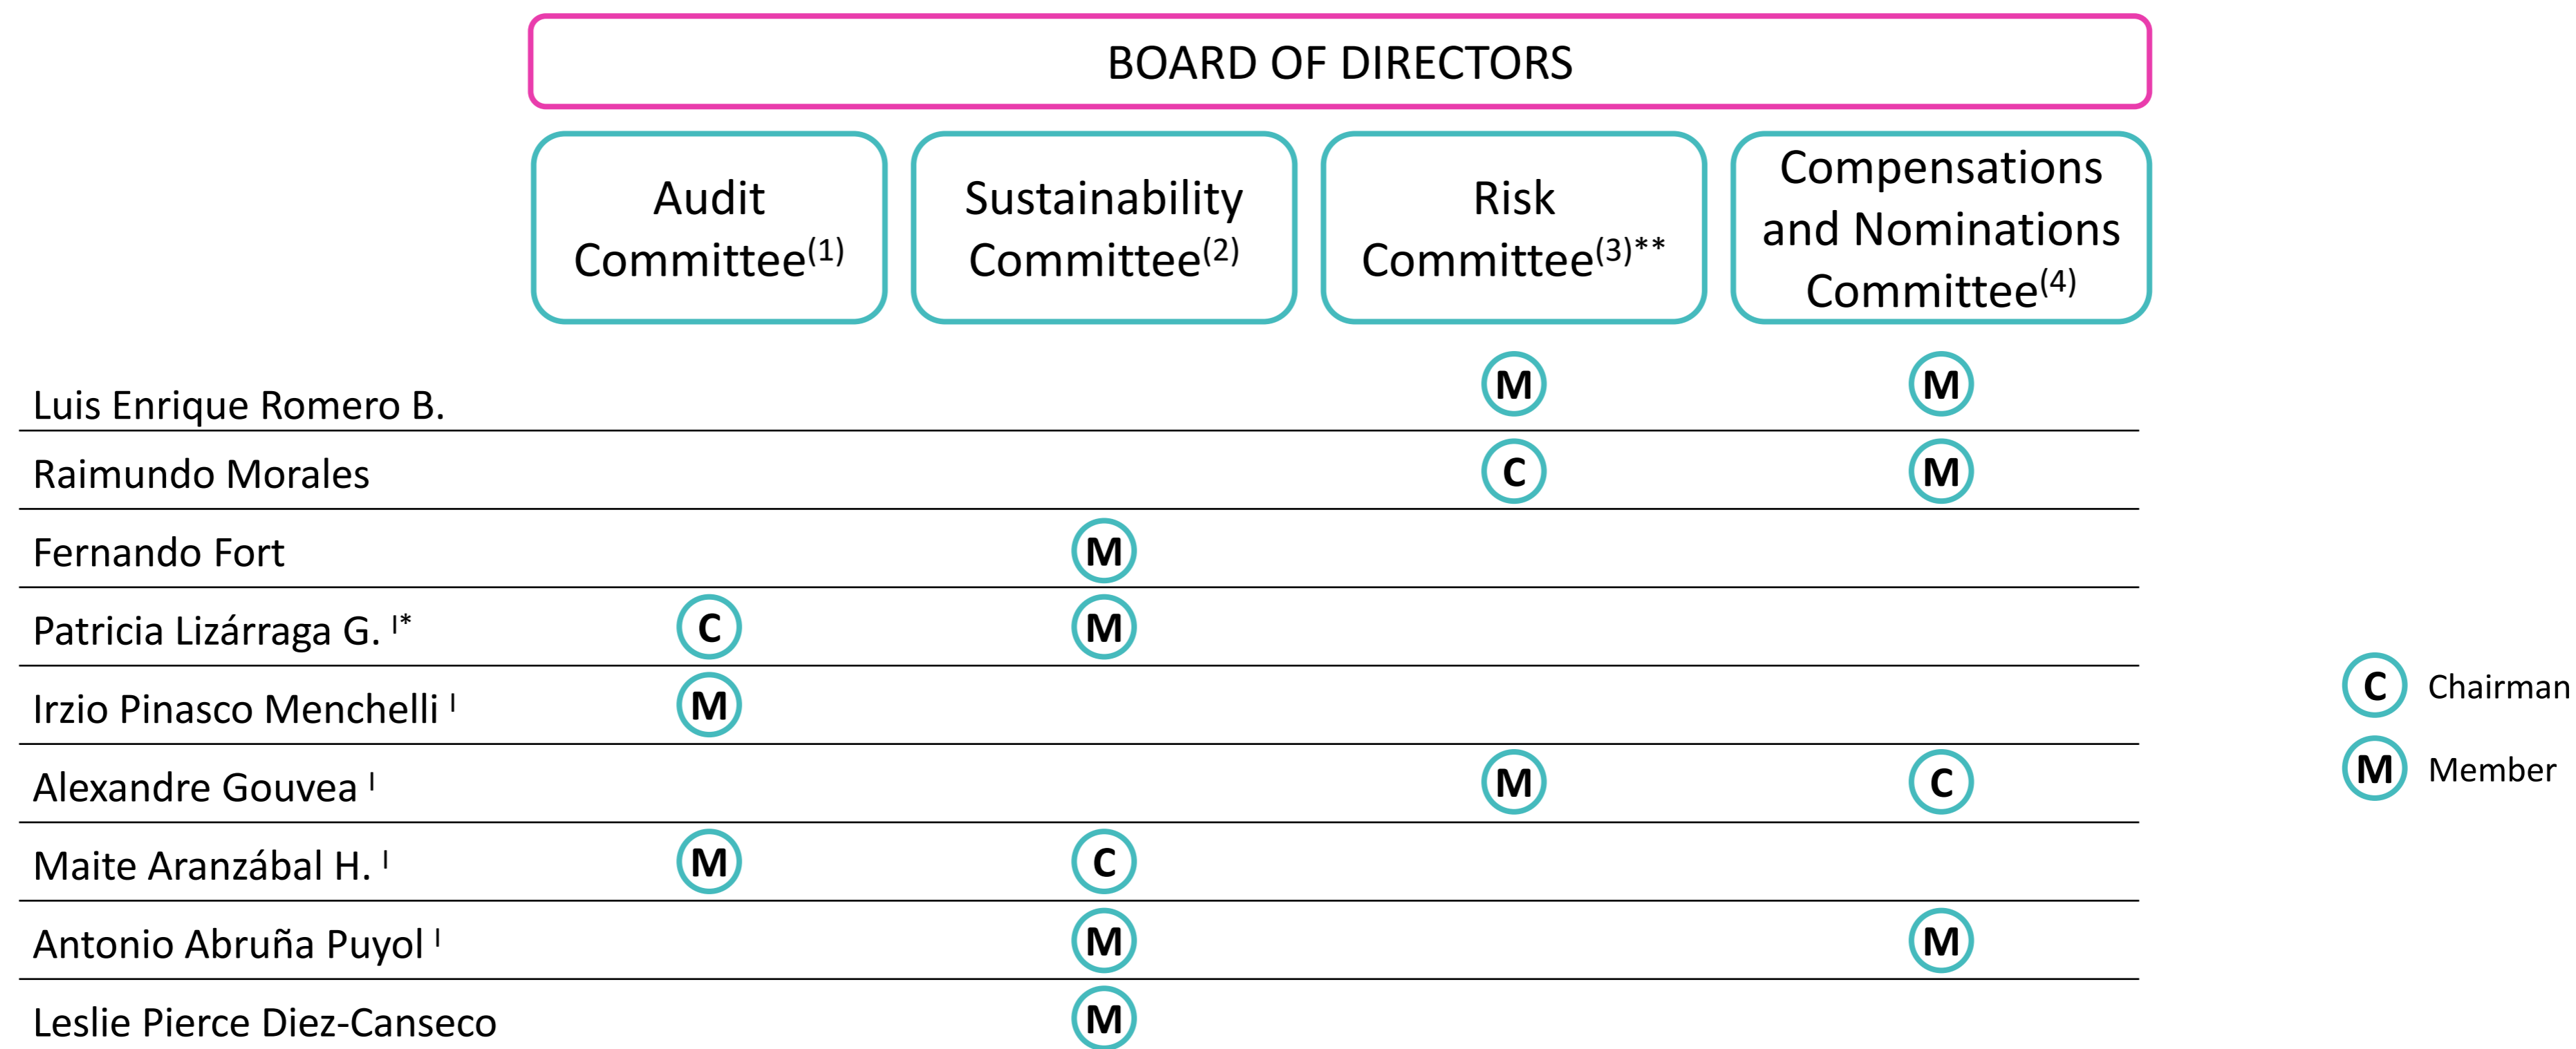 BOARD OF DIRECTORS
Audit
Committee(1)
Sustainability
Committee(2)
Risk
Committee(3)**
Compensations
and Nominations
Committee(4)
Luis Enrique Romero B. M M
Raimundo Morales C M
Fernando Fort M
Patricia Lizárraga G. I* C M
Irzio Pinasco Menchelli I M
Alexandre Gouvea I M C
Maite Aranzábal H. I M C
Antonio Abruña Puyol I M M
Leslie Pierce Diez-Canseco M
C Chairman
M Member